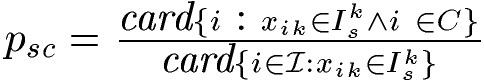 p_{sc} = \frac{card\{i : x_{ik} \in I_s^k \wedge i \in C\}}{card\{i \in \mathcal{I} : x_{ik} \in I_s^k\}}